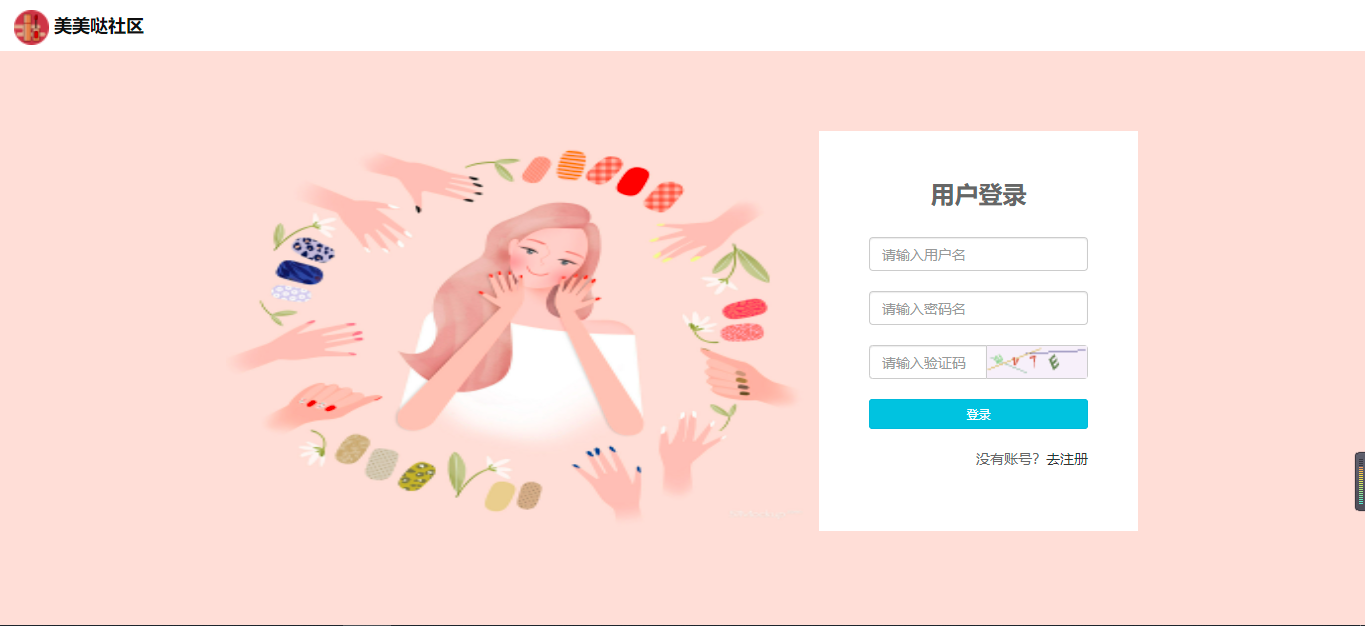 美美哒社区
用户登录
请输入用户名
请输入密码名
请输入验证码
登录
没有账号？去注册